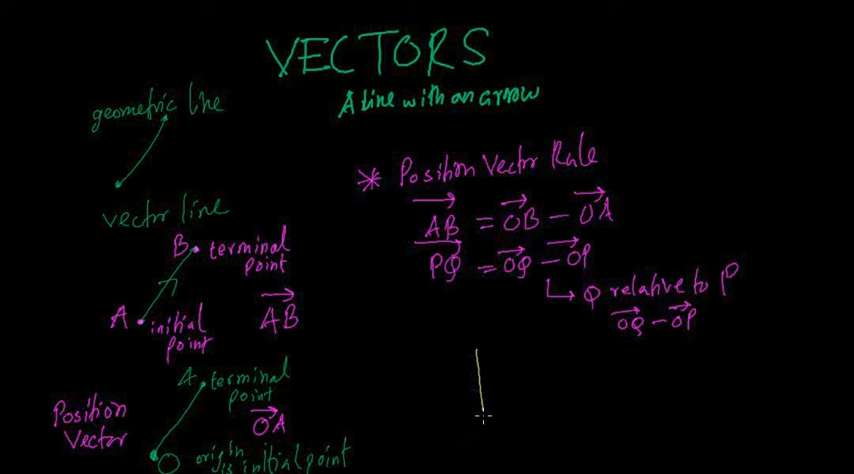 VECTORS
A line with an arrow
geometric line
vector line
B terminal
point
A initial
point
AB
A terminal
point
Position
Vector
OA
O origin
is initial point
* Position Vector Rule
AB = OB - OA
PQ = OQ - OP
↳ Q relative to P
OQ - OP